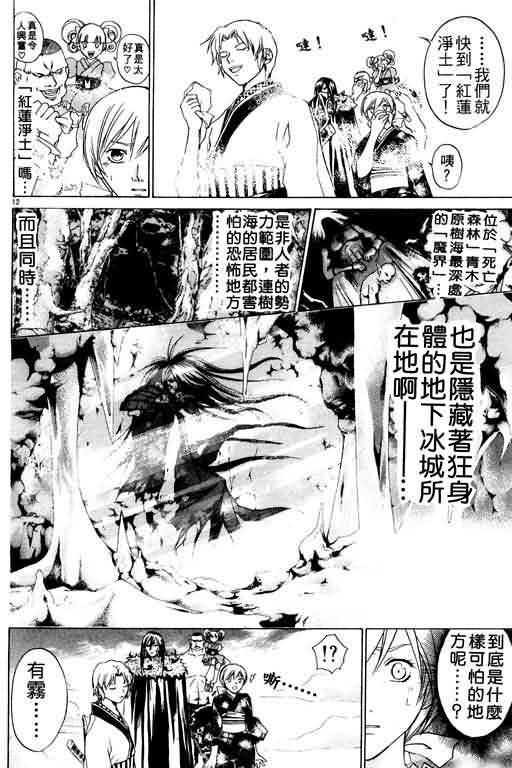 ……我們就
快到「紅蓮
淨土」了！
噠！
噠！
咦？
真是太
好了♡
真是令
人興奮♡
「紅蓮淨土」嗎…
12
位於「死亡
森林」青木ヶ
原樹海最深處
的「魔界」…
是非人者的勢
力範圍，連樹
海的居民都害
怕的恐怖地方
而且同時……
也是隱藏著狂身
體的地下冰城所
在地啊———…
到底是什麼
樣可怕的地
方呢……？
!?
嘶…
有霧……